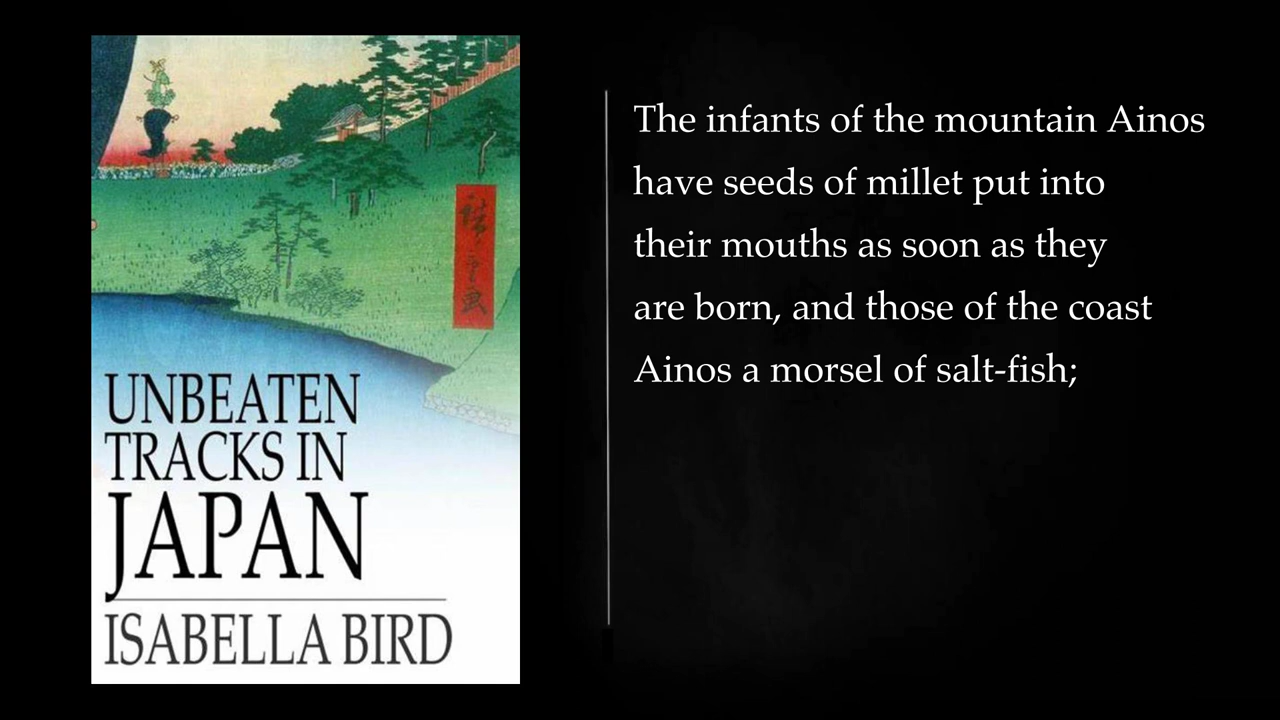 UNBEATEN
TRACKS IN
JAPAN
ISABELLA BIRD
The infants of the mountain Ainos
have seeds of millet put into
their mouths as soon as they
are born, and those of the coast
Ainos a morsel of salt-fish;